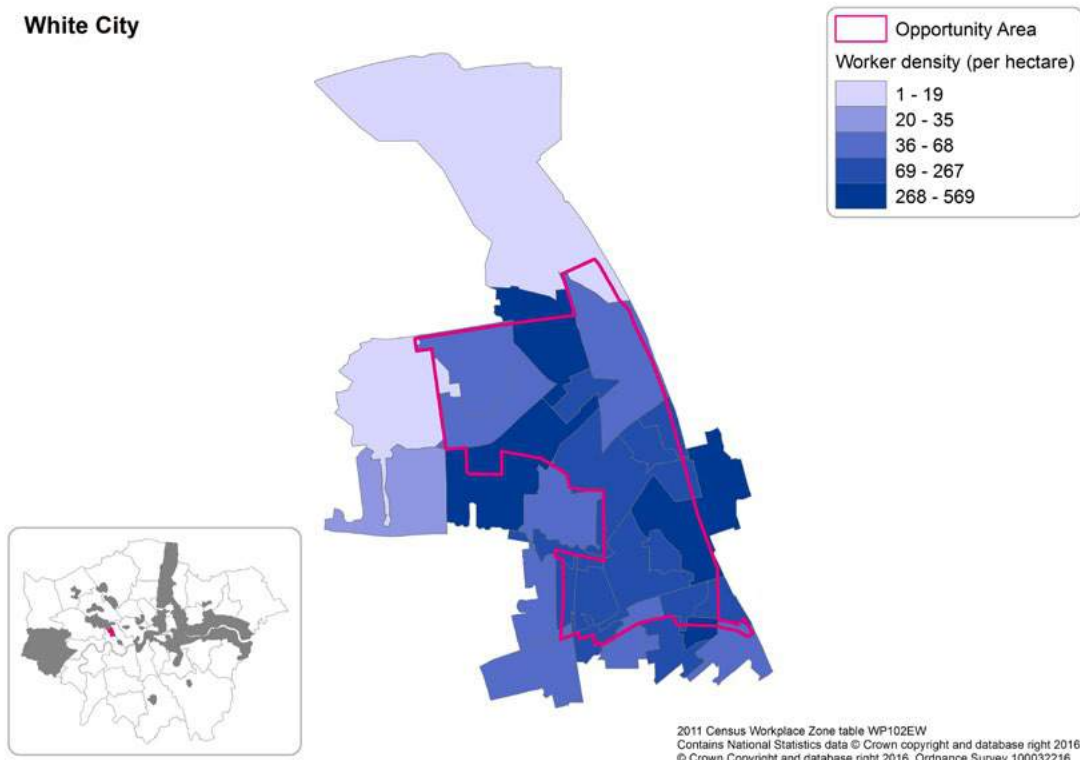 White City
Opportunity Area
Worker density (per hectare)
1 - 19
20 - 35
36 - 68
69 - 267
268 - 569
2011 Census Workplace Zone table WP102EW
Contains National Statistics data © Crown copyright and database right 2016
© Crown Copyright and database right 2016. Ordnance Survey 100032216